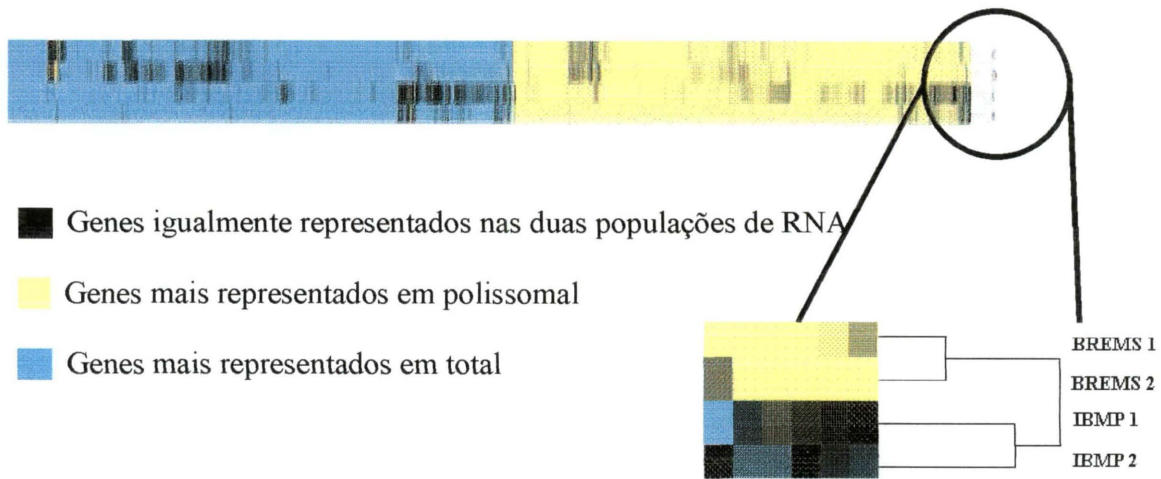 Genes igualmente representados nas duas populações de RNA
Genes mais representados em polissomal
Genes mais representados em total
BREMS 1
BREMS 2
IBMP 1
IBMP 2